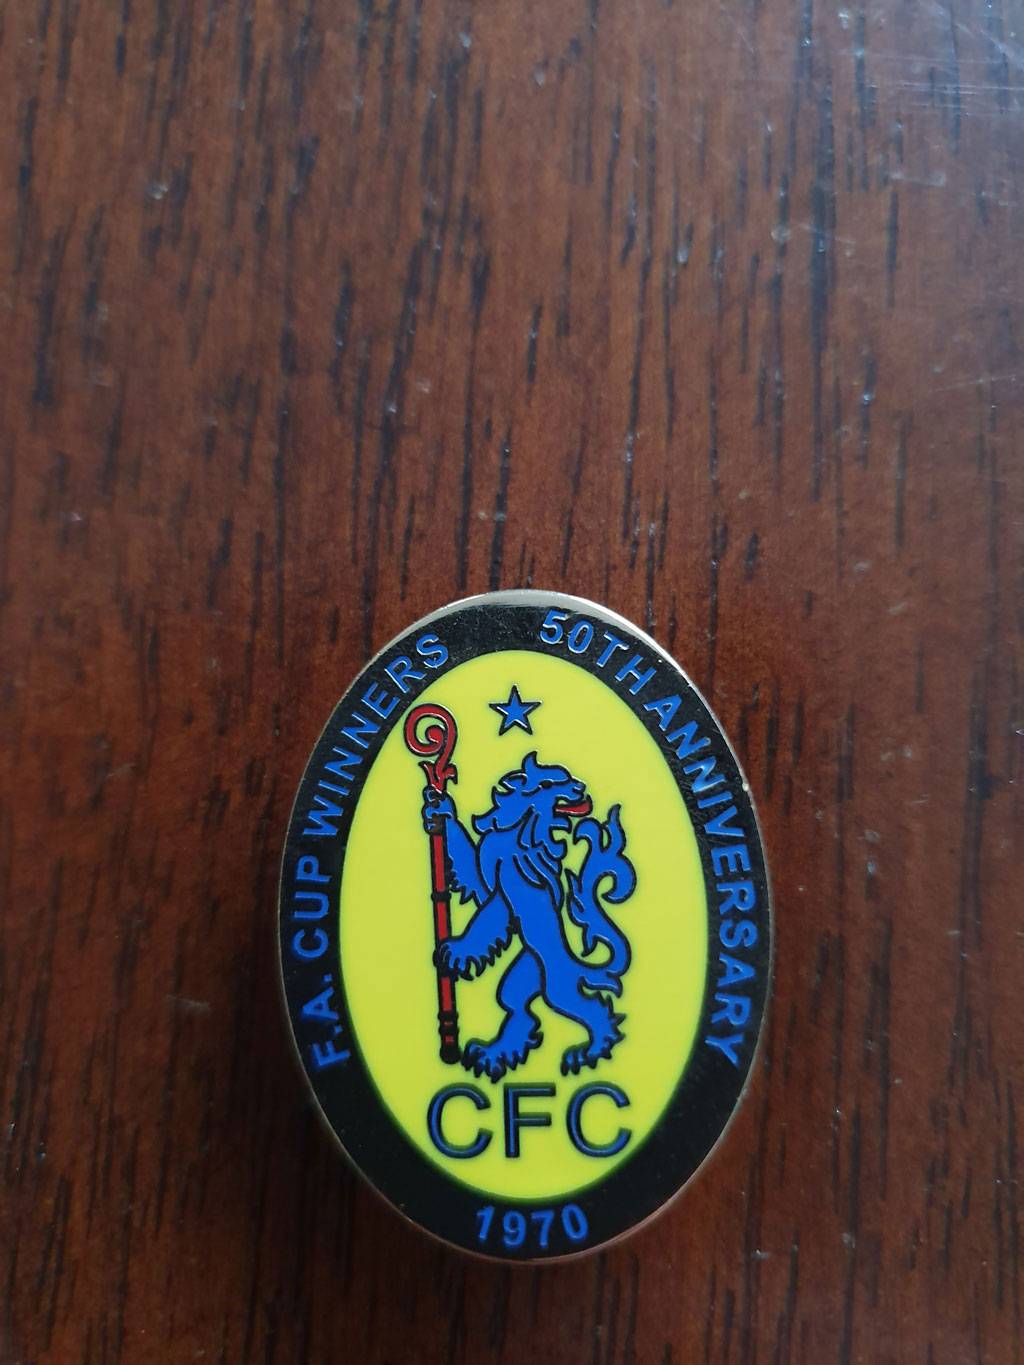 F.A. CUP WINNERS 50TH ANNIVERSARY
CFC
1970